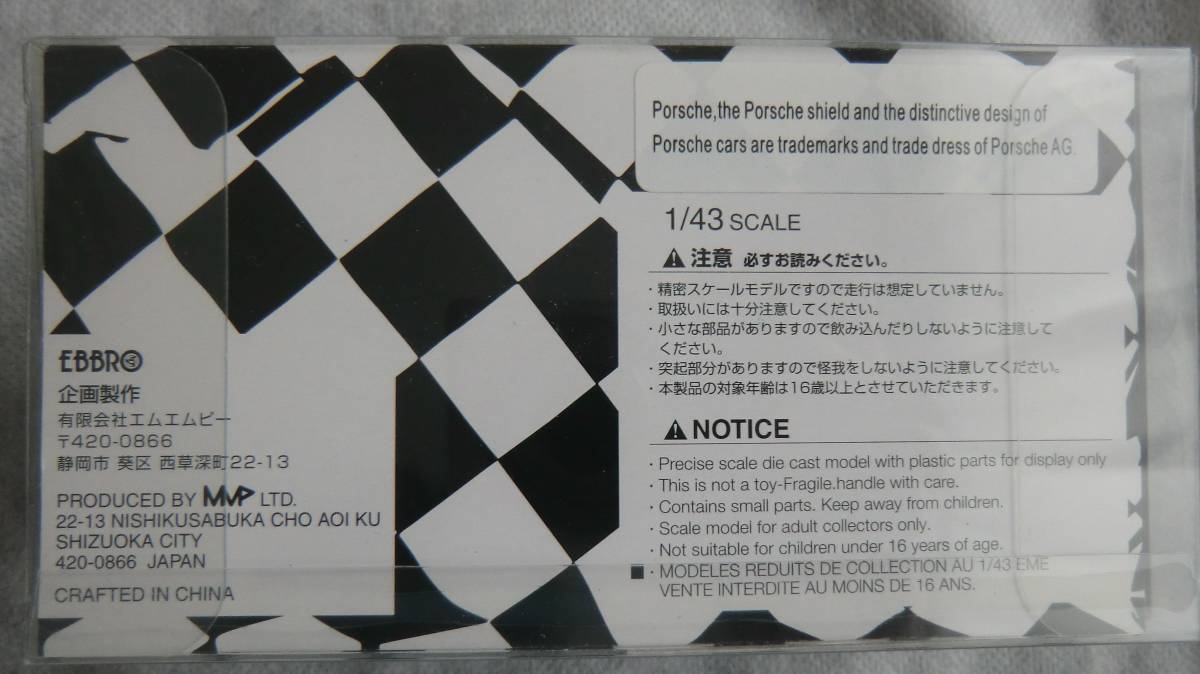 Porsche,the Porsche shield and the distinctive design of
Porsche cars are trademarks and trade dress of Porsche AG.
1/43 SCALE
注意 必ずお読みください。
・精密スケールモデルですので走行は想定していません。
・取扱いには十分注意してください。
・小さな部品がありますので飲み込んだりしないように注意して
ください。
・突起部分がありますので怪我をしないように注意してください。
・本製品の対象年齢は16歳以上とさせていただきます。
NOTICE
・Precise scale die cast model with plastic parts for display only
・This is not a toy-Fragile.handle with care.
・Contains small parts. Keep away from children.
・Scale model for adult collectors only.
・Not suitable for children under 16 years of age.
■・MODELES REDUITS DE COLLECTION AU 1/43 EME
VENTE INTERDITE AU MOINS DE 16 ANS.
EBBRO
企画製作
有限会社エムエムピー
〒420-0866
静岡市 葵区 西草深町22-13
PRODUCED BY MMP LTD.
22-13 NISHIKUSABUKA CHO AOI KU
SHIZUOKA CITY
420-0866 JAPAN
CRAFTED IN CHINA